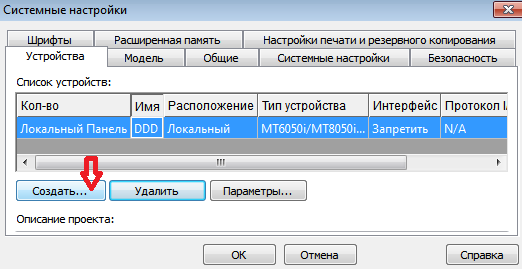 Системные настройки
Шрифты Расширенная память Настройки печати и резервного копирования
Устройства Модель Общие Системные настройки Безопасность
Список устройств:
Кол-во Имя Расположение Тип устройства Интерфейс Протокол I/
Локальный Панель DDD Локальный MT6050i/MT8050i... Запретить N/A
Создать... Удалить Параметры...
Описание проекта:
OK Отмена Справка